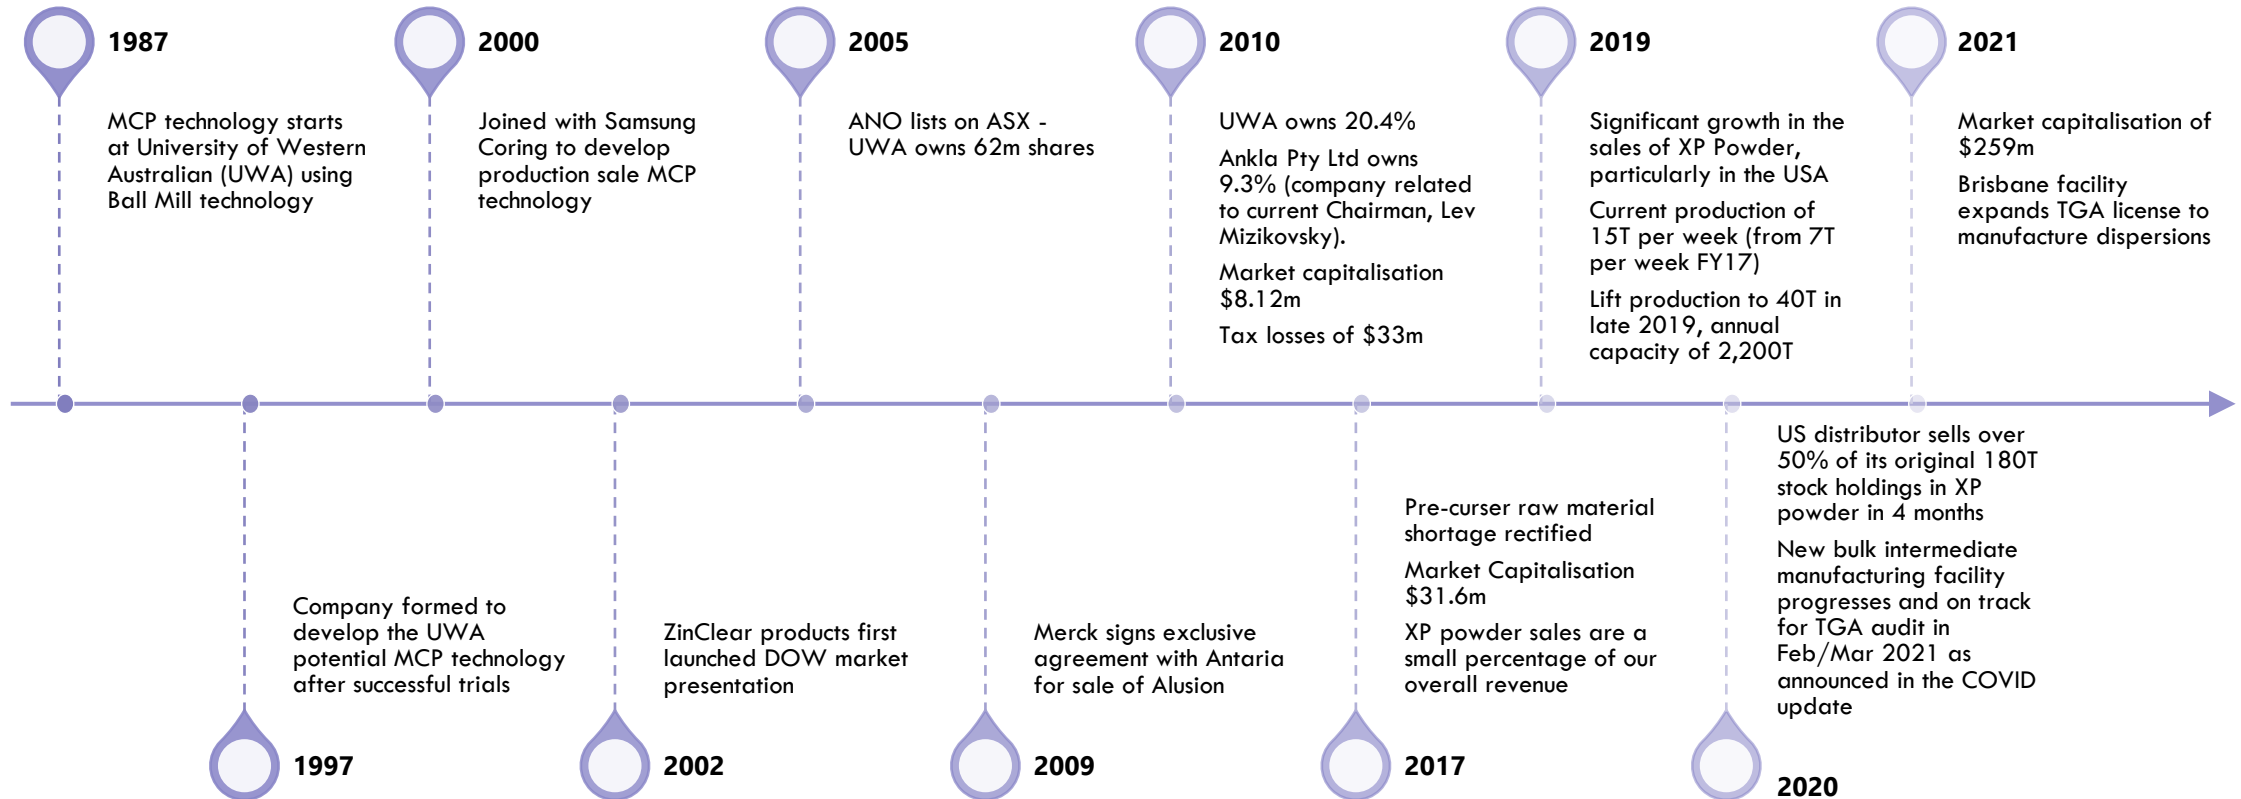 1987
MCP technology starts
at University of Western
Australian (UWA) using
Ball Mill technology
2000
Joined with Samsung
Coring to develop
production sale MCP
technology
2005
ANO lists on ASX -
UWA owns 62m shares
2010
UWA owns 20.4%
Ankla Pty Ltd owns
9.3% (company related
to current Chairman, Lev
Mizikovsky).
Market capitalisation
$8.12m
Tax losses of $33m
2019
Significant growth in the
sales of XP Powder,
particularly in the USA
Current production of
15T per week (from 7T
per week FY17)
Lift production to 40T in
late 2019, annual
capacity of 2,200T
2021
Market capitalisation of
$259m
Brisbane facility
expands TGA license to
manufacture dispersions
Company formed to
develop the UWA
potential MCP technology
after successful trials
1997
ZinClear products first
launched DOW market
presentation
2002
Merck signs exclusive
agreement with Antaria
for sale of Alusion
2009
Pre-curser raw material
shortage rectified
Market Capitalisation
$31.6m
XP powder sales are a
small percentage of our
overall revenue
2017
US distributor sells over
50% of its original 180T
stock holdings in XP
powder in 4 months
New bulk intermediate
manufacturing facility
progresses and on track
for TGA audit in
Feb/Mar 2021 as
announced in the COVID
update
2020